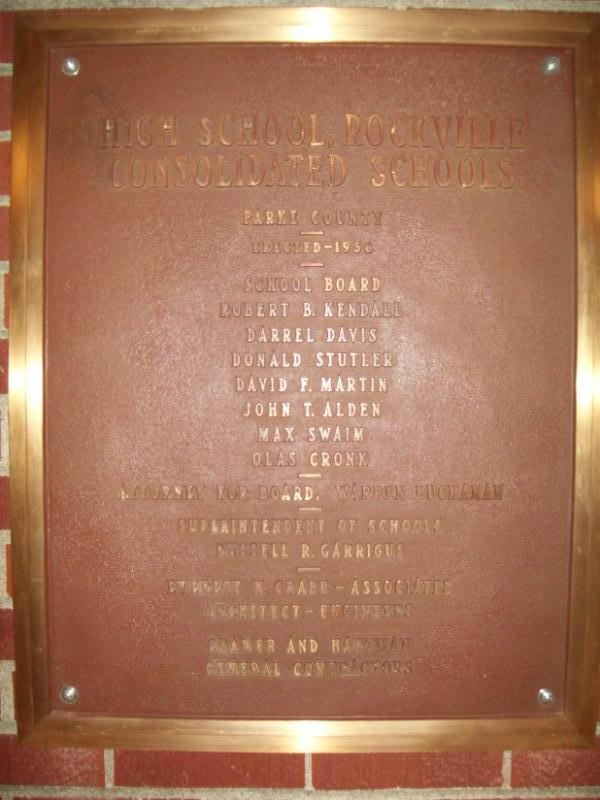 HIGH SCHOOL, ROCKVILLE
CONSOLIDATED SCHOOLS.
PARKE COUNTY
ERECTED-1956
SCHOOL BOARD
ROBERT B. KENDALL
DARREL DAVIS
DONALD STUTLER
DAVID F. MARTIN
JOHN T. ALDEN
MAX SWAIM
OLAS CRONK
ATTORNEY FOR BOARD, WARREN BUCHANAN
SUPERINTENDENT OF SCHOOLS
RUSSELL R. GARRIGUS
EVERETT CRABB - ASSOCIATES
ARCHITECT - ENGINEERS
AND HARTMAN
GENERAL CONTRACTORS